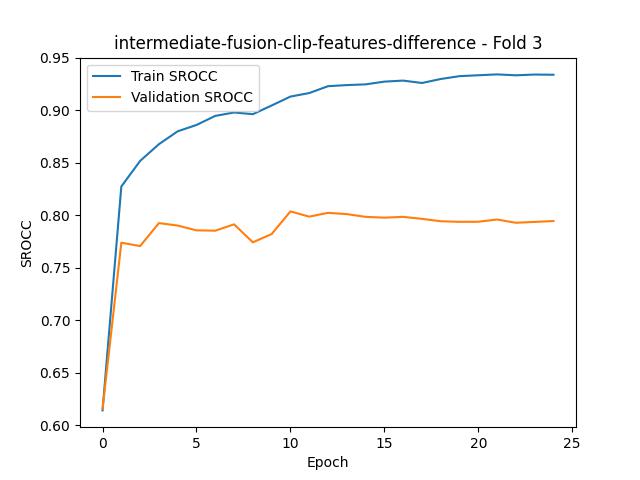 intermediate-fusion-clip-features-difference - Fold 3
Train SROCC
Validation SROCC
0.95
0.90
0.85
0.80
0.75
0.70
0.65
0.60
SROCC
0 5 10 15 20 25
Epoch